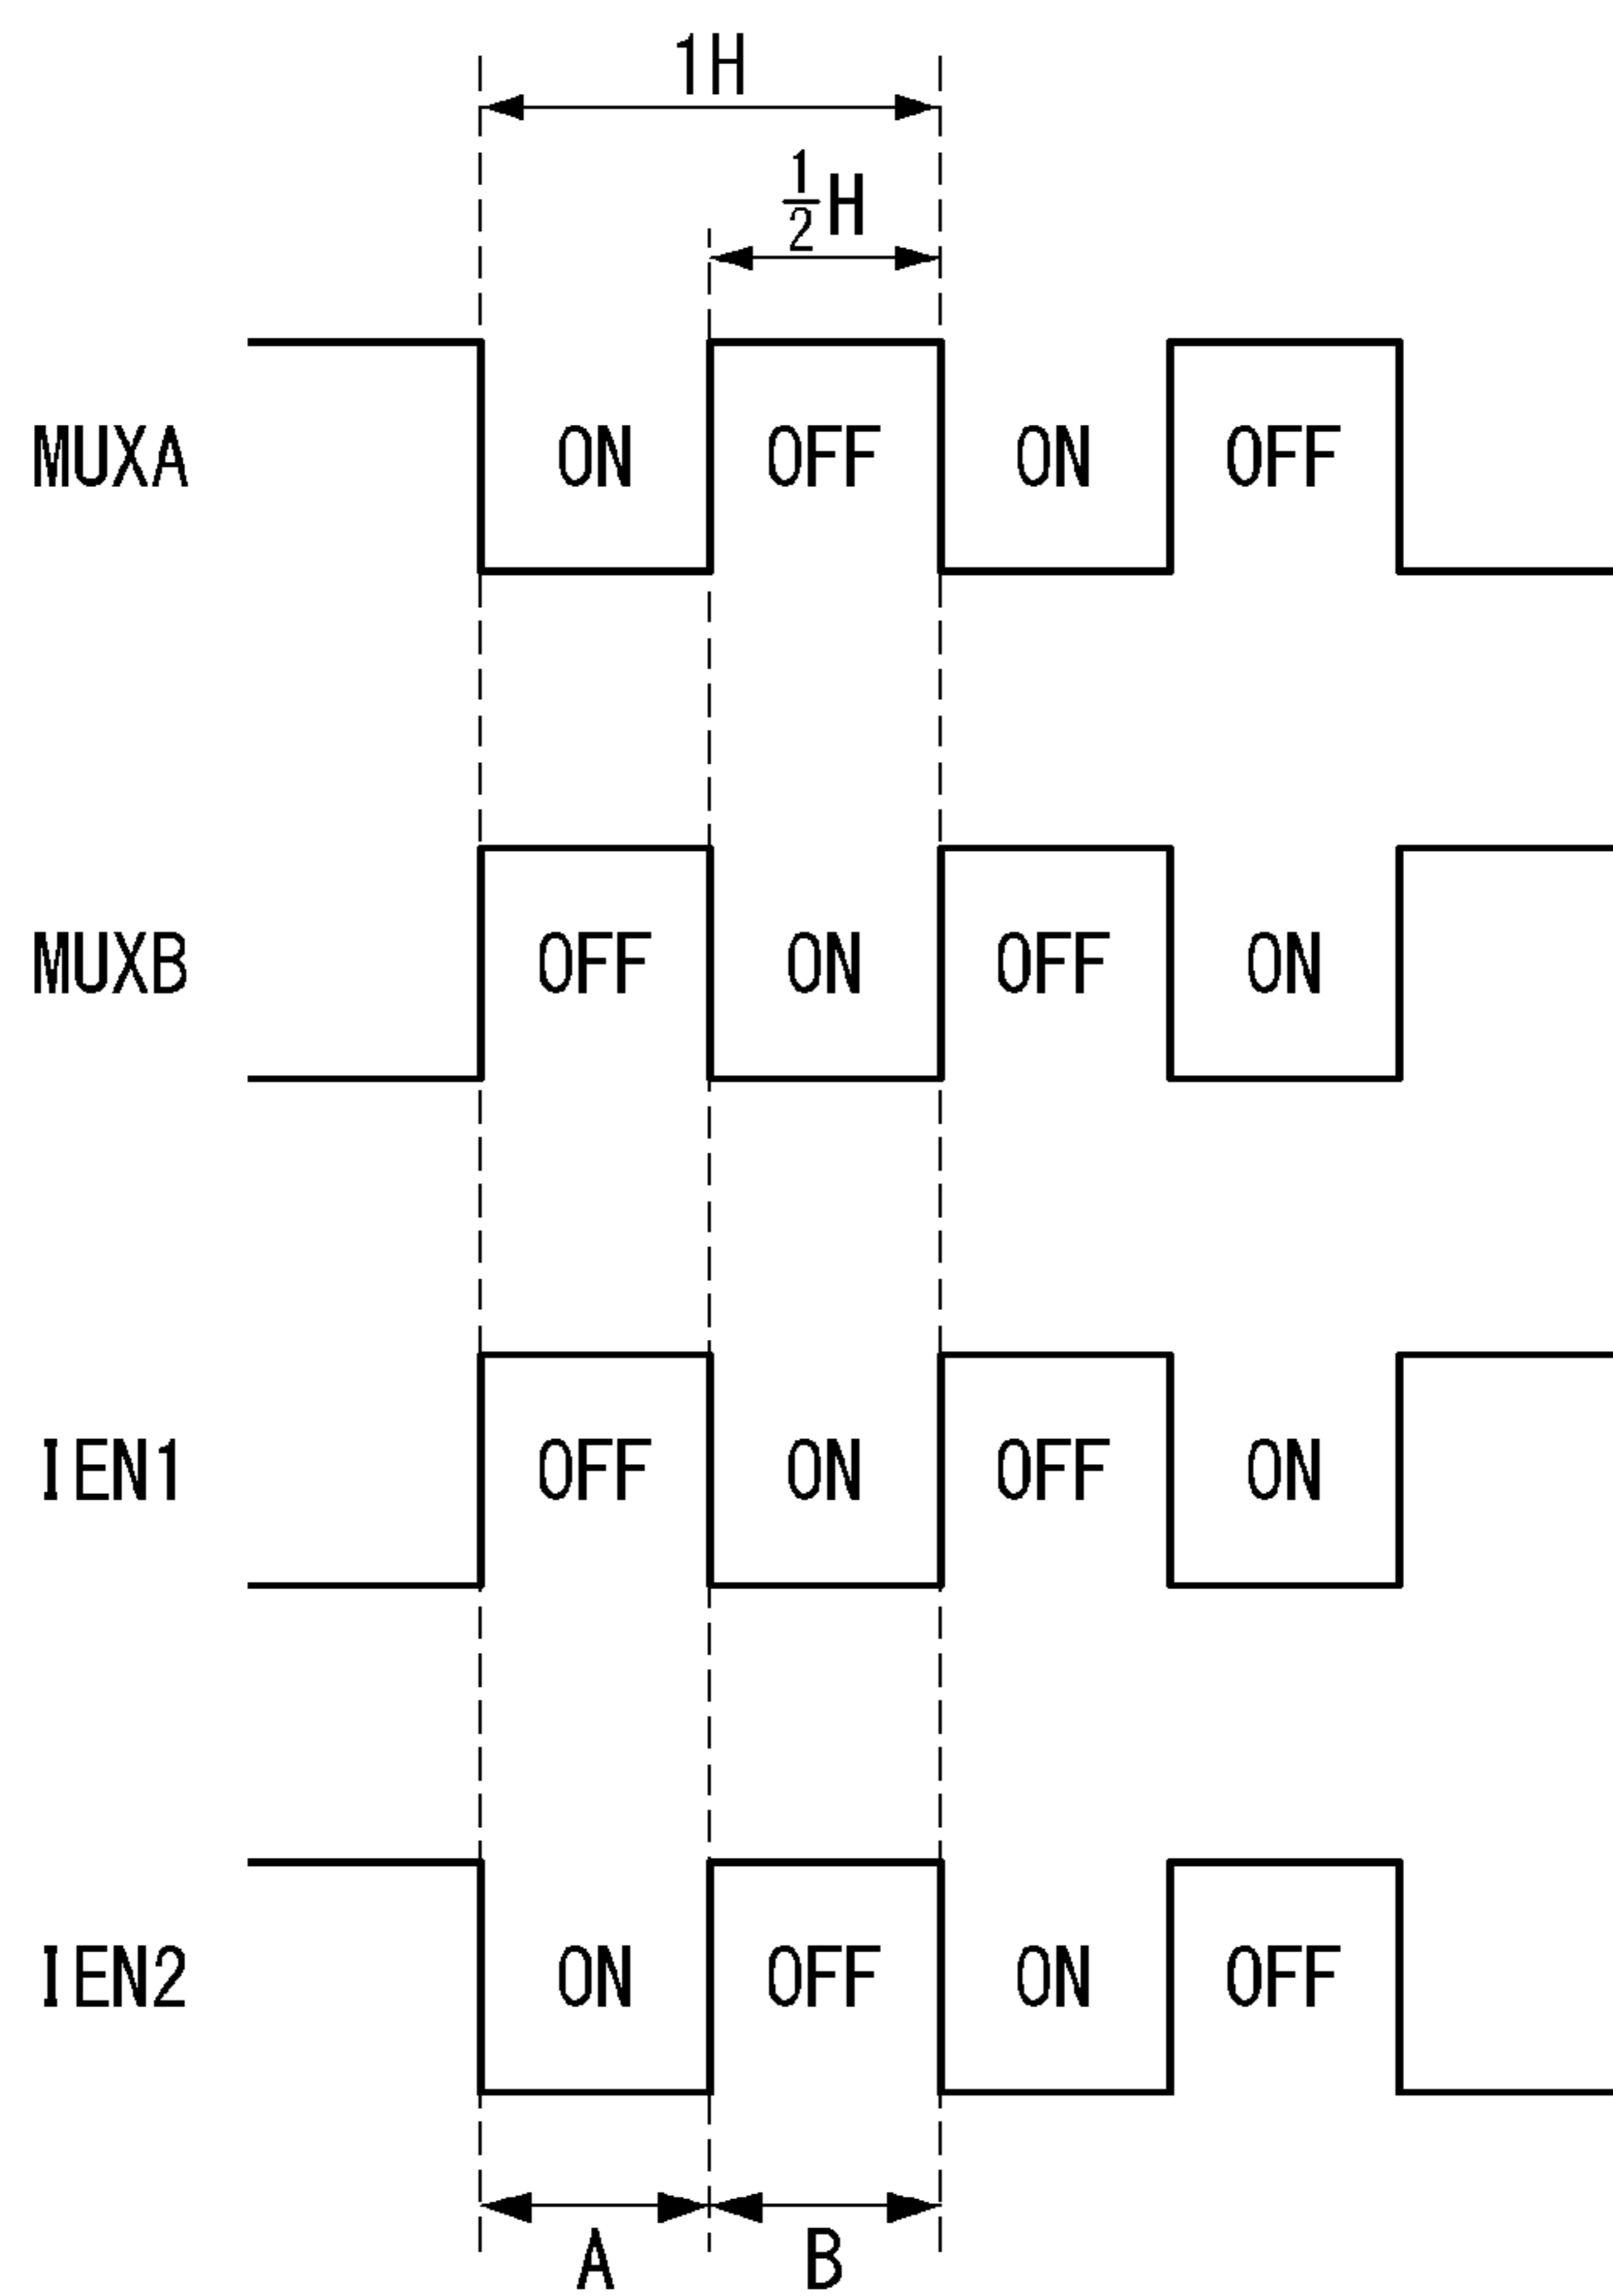 1H
1/2 H
MUXA ON OFF ON OFF
MUXB OFF ON OFF ON
IEN1 OFF ON OFF ON
IEN2 ON OFF ON OFF
A B